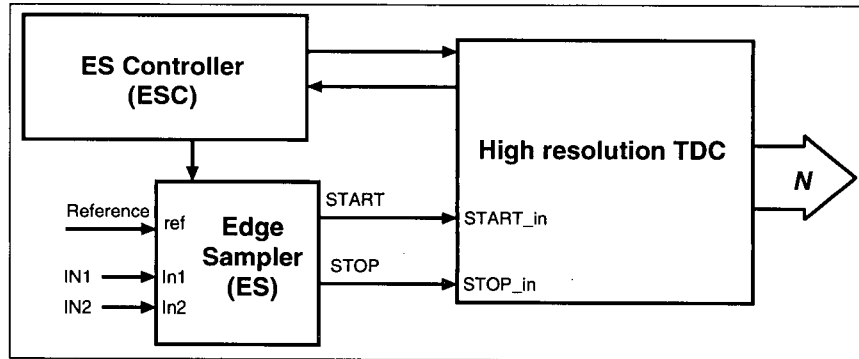 ES Controller
(ESC)
High resolution TDC
N
START
Reference
ref
Edge
Sampler
(ES)
START_in
STOP
IN1
In1
IN2
In2
STOP_in